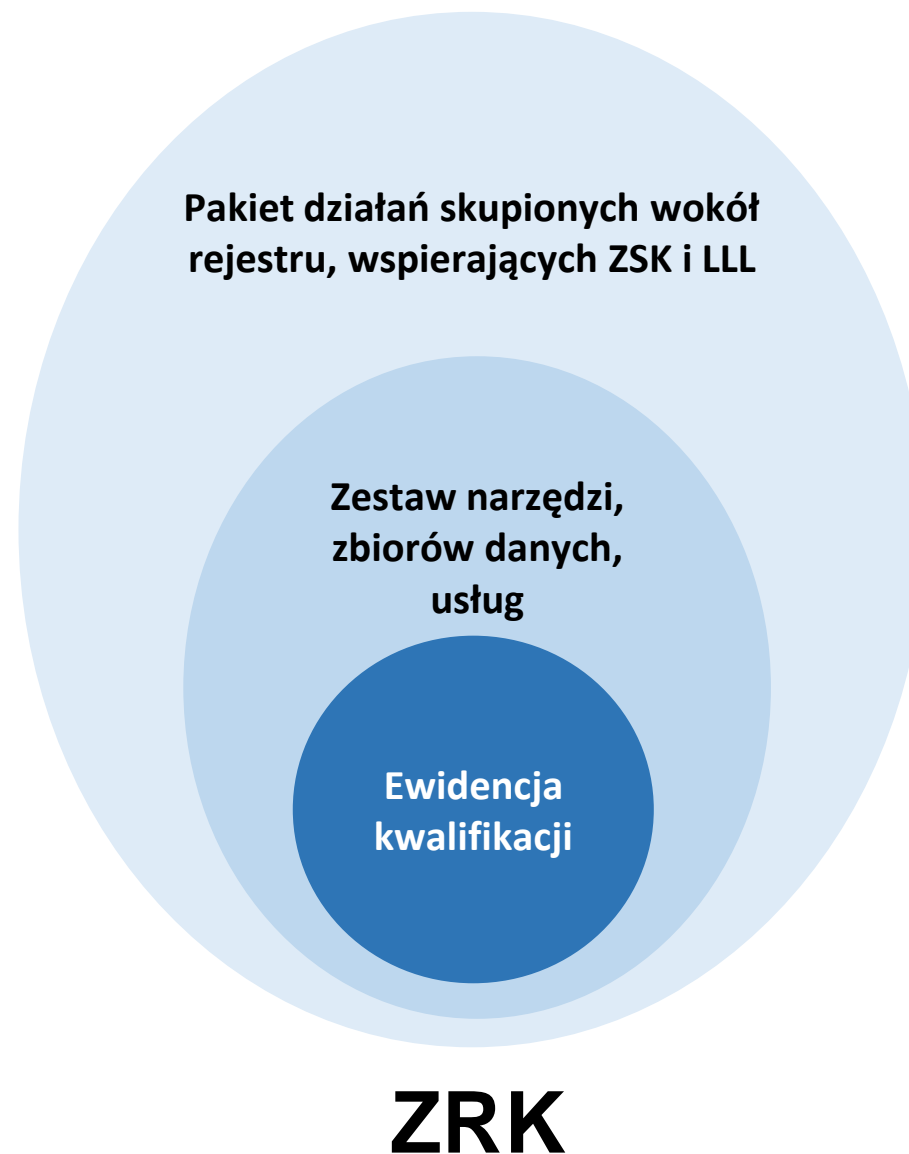 Pakiet działań skupionych wokół
rejestru, wspierających ZSK i LLL
Zestaw narzędzi,
zbiorów danych,
usług
Ewidencja
kwalifikacji
ZRK